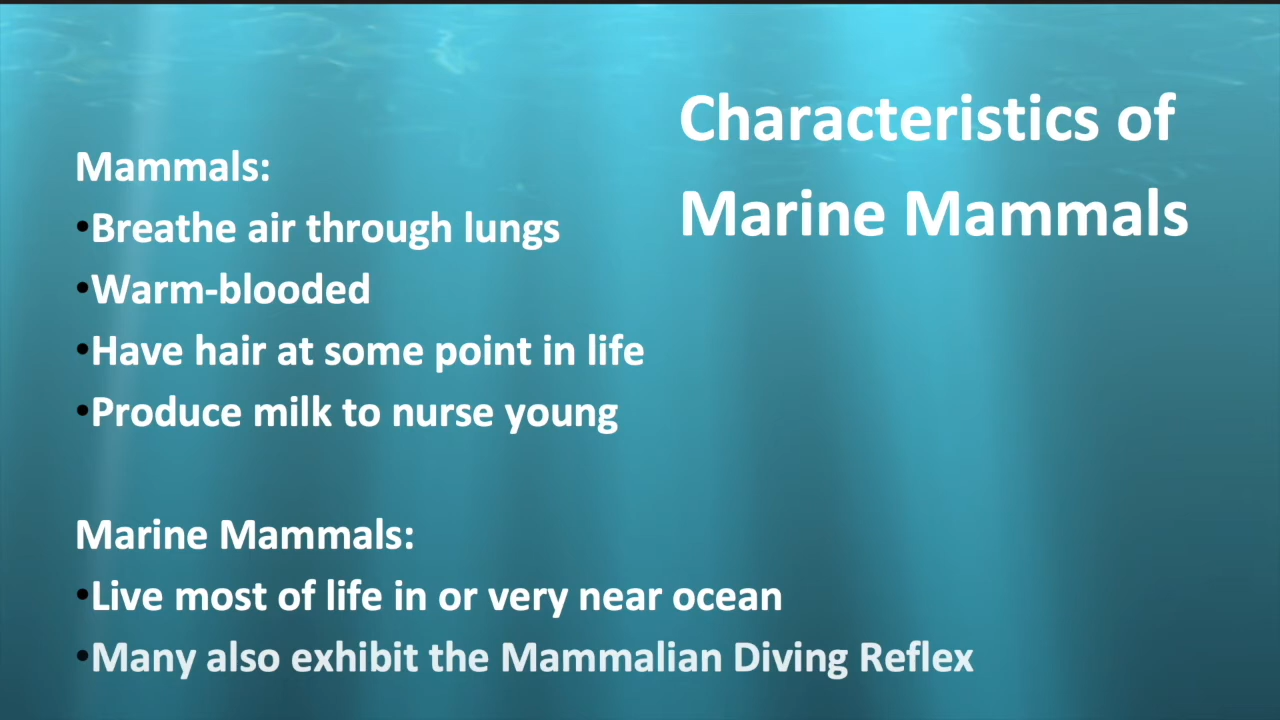 Characteristics of
Marine Mammals
Mammals:
•Breathe air through lungs
•Warm-blooded
•Have hair at some point in life
•Produce milk to nurse young
Marine Mammals:
•Live most of life in or very near ocean
•Many also exhibit the Mammalian Diving Reflex